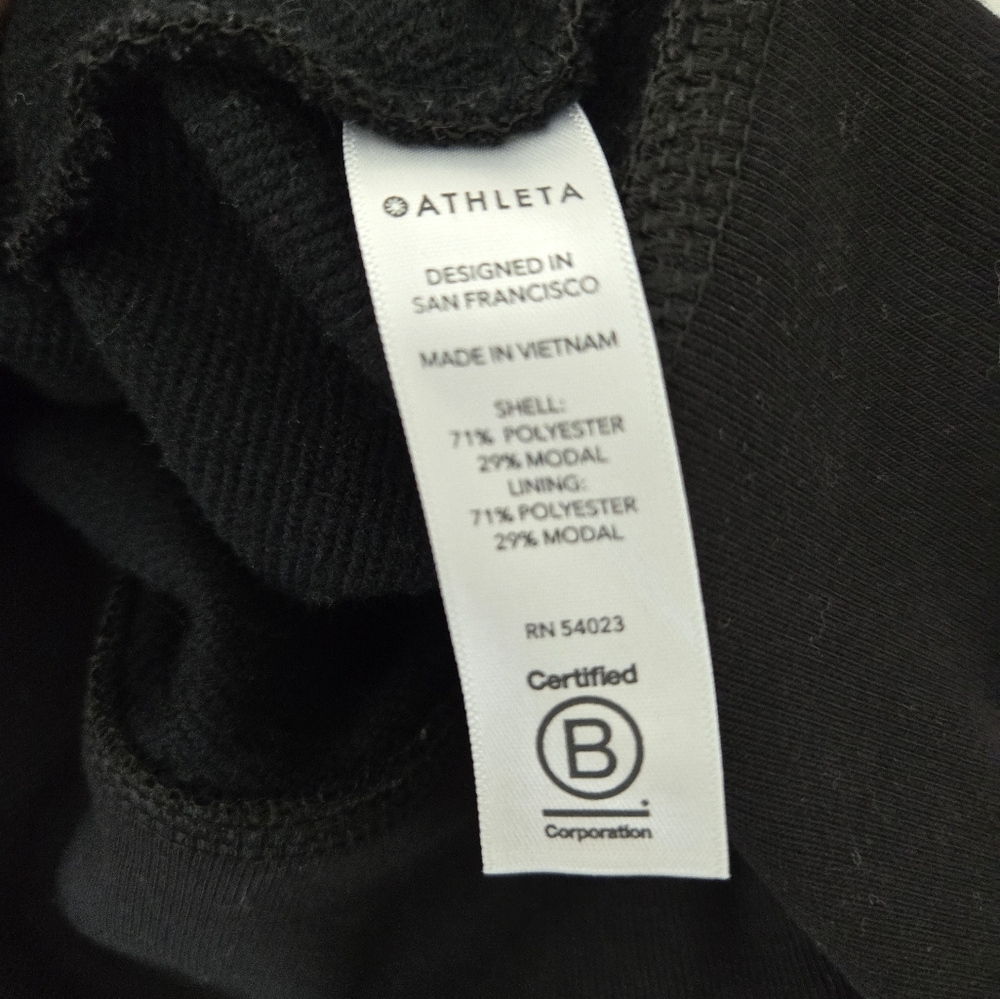 ATHLETA
DESIGNED IN
SAN FRANCISCO
MADE IN VIETNAM
SHELL:
71% POLYESTER
29% MODAL
LINING:
71% POLYESTER
29% MODAL
RN 54023
Certified
B
Corporation